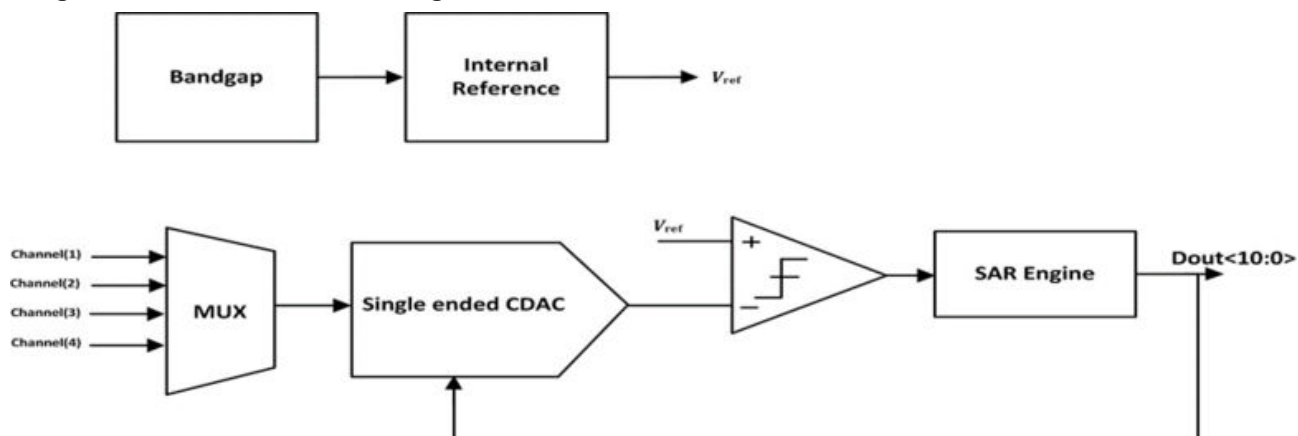 Bandgap
Internal
Reference
Vref
Channel(1)
Channel(2)
Channel(3)
Channel(4)
MUX
Single ended CDAC
Vref
+
−
SAR Engine
Dout<10:0>